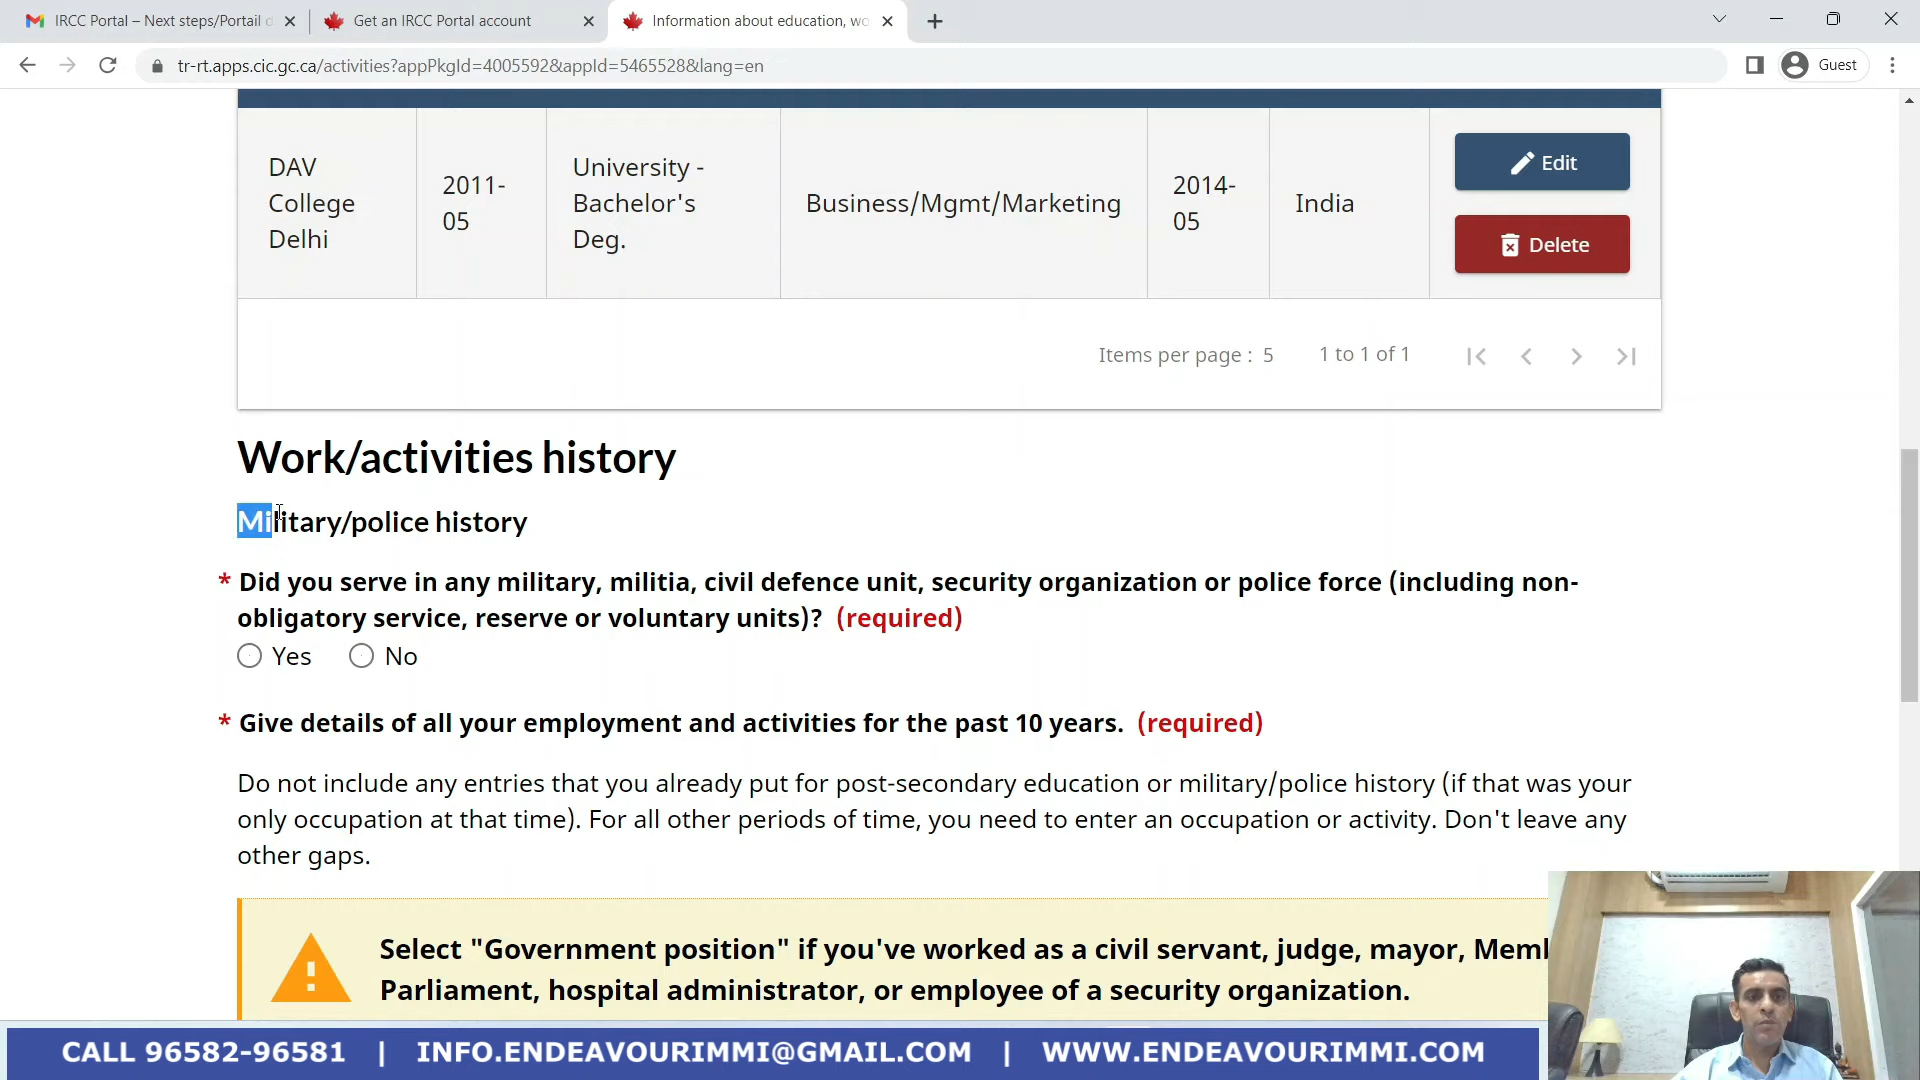 IRCC Portal – Next steps/Portail d
Get an IRCC Portal account
Information about education, wo
tr-rt.apps.cic.gc.ca/activities?appPkgId=4005592&appId=5465528&lang=en
Guest
DAV
College
Delhi
2011-
05
University -
Bachelor's
Deg.
Business/Mgmt/Marketing
2014-
05
India
Edit
Delete
Items per page : 5 1 to 1 of 1
Work/activities history
Military/police history
* Did you serve in any military, militia, civil defence unit, security organization or police force (including non-
obligatory service, reserve or voluntary units)? (required)
Yes No
* Give details of all your employment and activities for the past 10 years. (required)
Do not include any entries that you already put for post-secondary education or military/police history (if that was your
only occupation at that time). For all other periods of time, you need to enter an occupation or activity. Don't leave any
other gaps.
Select "Government position" if you've worked as a civil servant, judge, mayor, Memb
Parliament, hospital administrator, or employee of a security organization.
CALL 96582-96581 | INFO.ENDEAVOURIMMI@GMAIL.COM | WWW.ENDEAVOURIMMI.COM